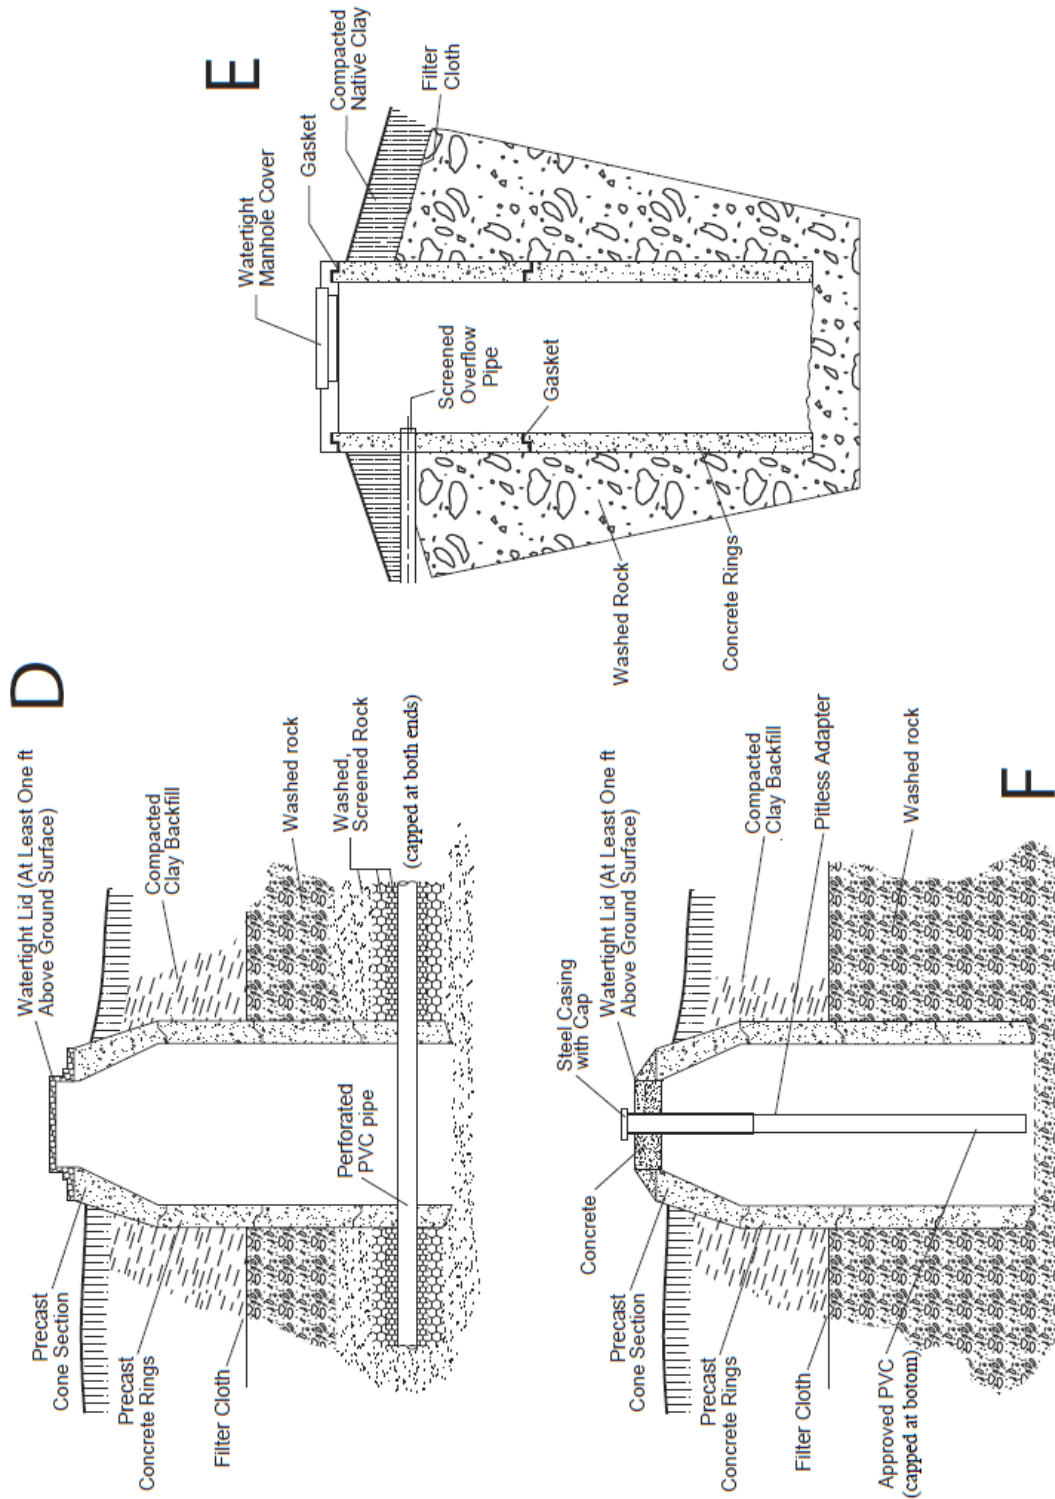 D
Watertight Lid (At Least One ft
Above Ground Surface)
Precast
Cone Section
Compacted
Clay Backfill
Precast
Concrete Rings
Washed rock
Filter Cloth
Washed,
Screened Rock
Perforated
PVC pipe
(capped at both ends)
E
Watertight
Manhole Cover
Gasket
Compacted
Native Clay
Filter
Cloth
Screened
Overflow
Pipe
Gasket
Washed Rock
Concrete Rings
F
Steel Casing
with Cap
Watertight Lid (At Least One ft
Above Ground Surface)
Concrete
Precast
Cone Section
Compacted
Clay Backfill
Precast
Concrete Rings
Pitless Adapter
Filter Cloth
Washed rock
Approved PVC
(capped at botom)